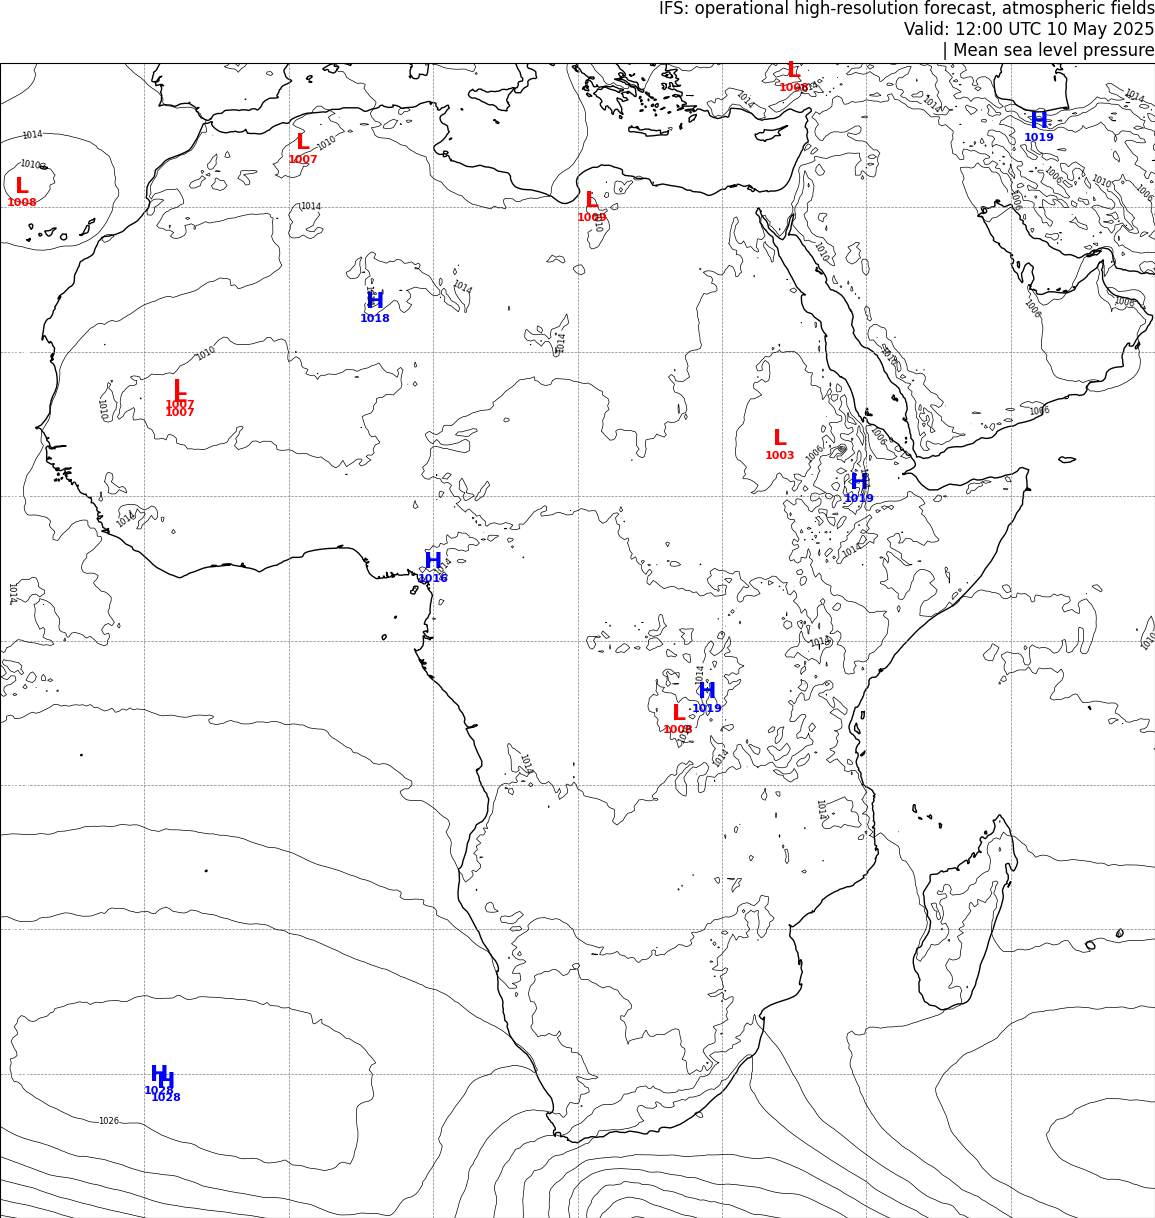 IFS: operational high-resolution forecast, atmospheric fields
Valid: 12:00 UTC 10 May 2025
| Mean sea level pressure
L
1008
1014
1014
1014
1014
H
1019
1014
1010
L
1008
L
1007
1010
1006
1010
1006
1006
1014
L
1009
1010
1010
H
1018
1014
1006
1006
1014
1010
1010
L
1007
1007
1010
1006
L
1003
1006
1006
H
1019
1014
1014
H
1016
1014
1014
1014
1010
1014
H
1019
L
1008
1014
1014
1014
H
H
1028
1028
1026